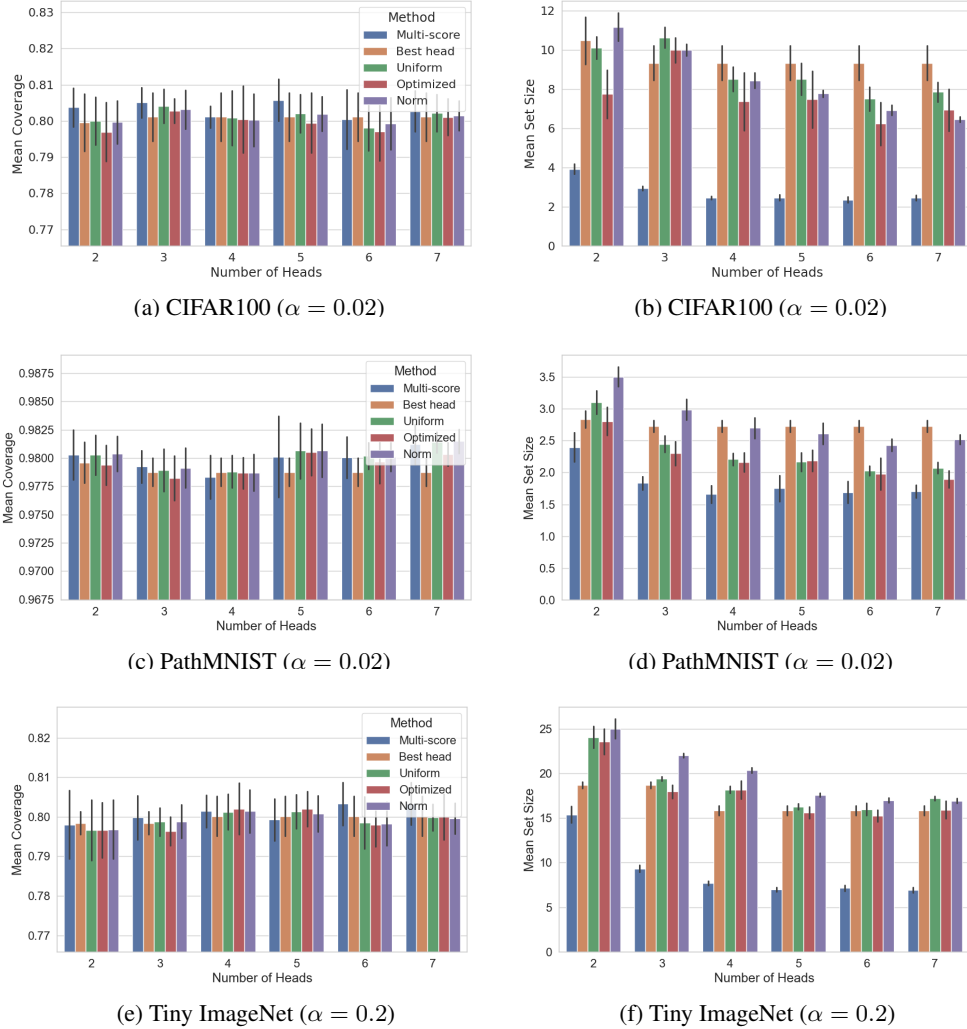 0.83
0.82
0.81
0.80
0.79
0.78
0.77
Mean Coverage
Method
Multi-score
Best head
Uniform
Optimized
Norm
2 3 4 5 6 7
Number of Heads
(a) CIFAR100 (α = 0.02)
12
10
8
6
4
2
0
Mean Set Size
2 3 4 5 6 7
Number of Heads
(b) CIFAR100 (α = 0.02)
0.9875
0.9850
0.9825
0.9800
0.9775
0.9750
0.9725
0.9700
0.9675
Mean Coverage
Method
Multi-score
Best head
Uniform
Optimized
Norm
2 3 4 5 6 7
Number of Heads
(c) PathMNIST (α = 0.02)
3.5
3.0
2.5
2.0
1.5
1.0
0.5
0.0
Mean Set Size
2 3 4 5 6 7
Number of Heads
(d) PathMNIST (α = 0.02)
0.82
0.81
0.80
0.79
0.78
0.77
Mean Coverage
Method
Multi-score
Best head
Uniform
Optimized
Norm
2 3 4 5 6 7
Number of Heads
(e) Tiny ImageNet (α = 0.2)
25
20
15
10
5
0
Mean Set Size
2 3 4 5 6 7
Number of Heads
(f) Tiny ImageNet (α = 0.2)